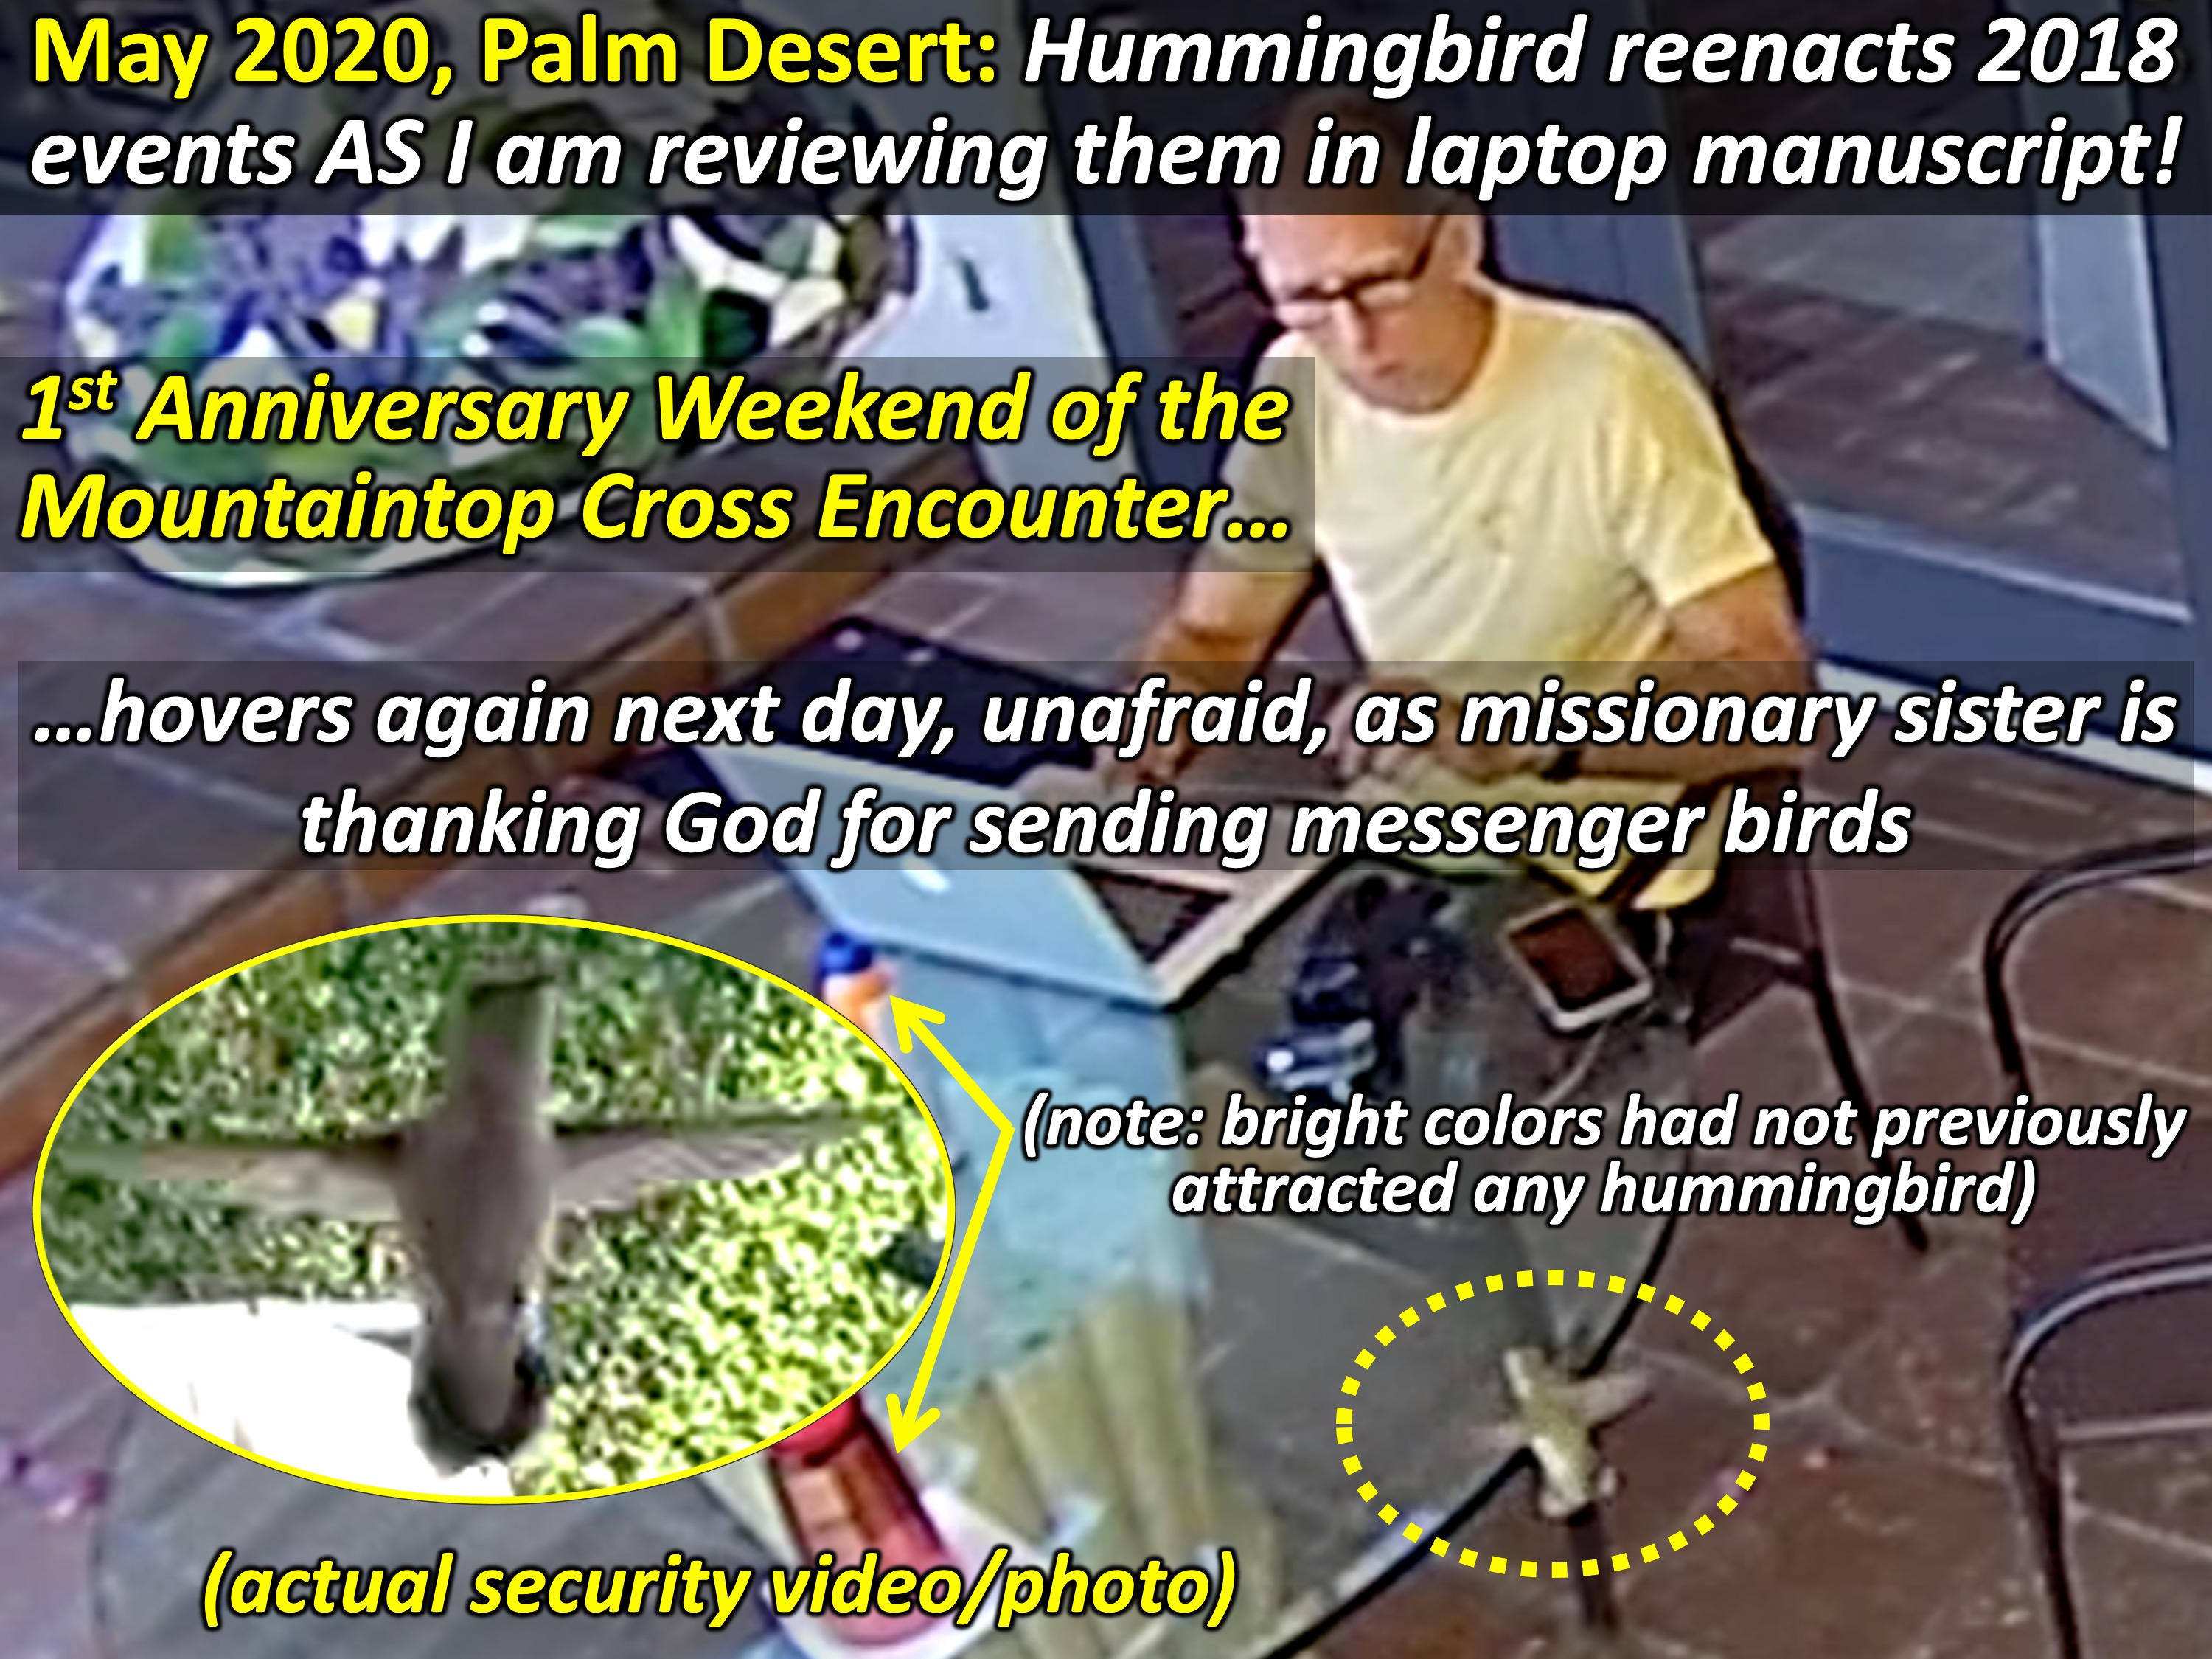 May 2020, Palm Desert: Hummingbird reenacts 2018
events AS I am reviewing them in laptop manuscript!
1st Anniversary Weekend of the
Mountaintop Cross Encounter…
…hovers again next day, unafraid, as missionary sister is
thanking God for sending messenger birds
(note: bright colors had not previously
attracted any hummingbird)
(actual security video/photo)